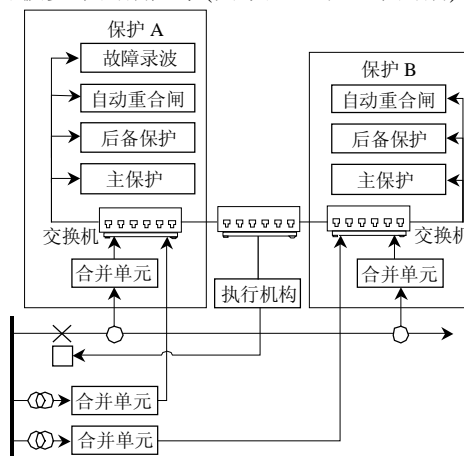 保护 A
故障录波
自动重合闸
后备保护
主保护
交换机
合并单元
保护 B
自动重合闸
后备保护
主保护
交换机
合并单元
执行机构
合并单元
合并单元